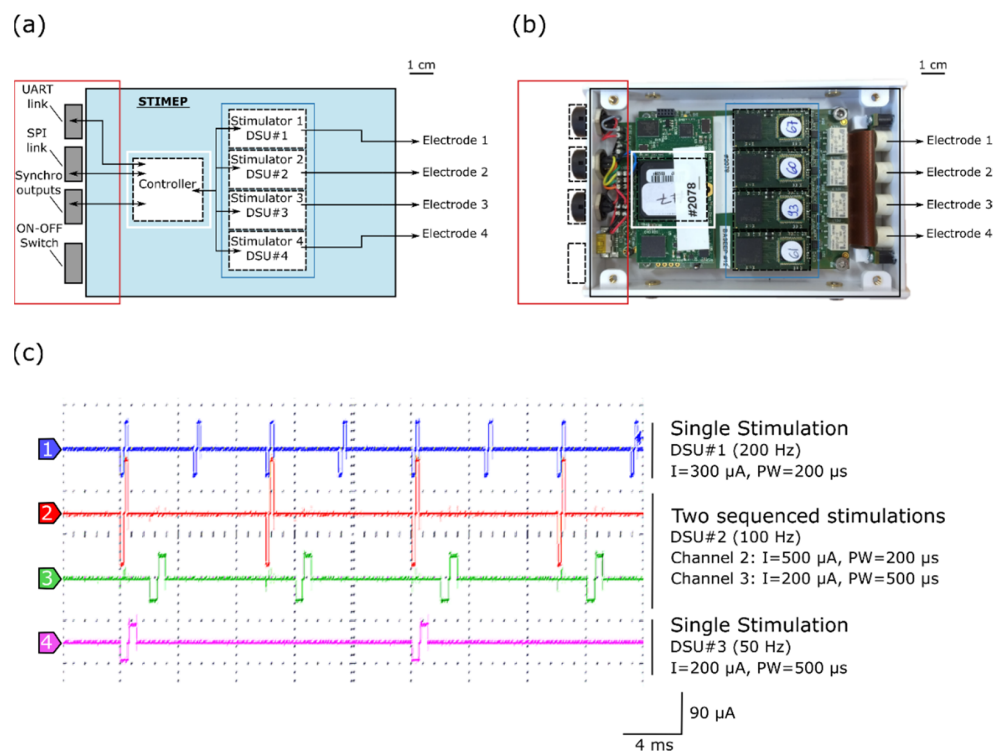 (a)
1 cm
UART
link
SPI
link
Synchro
outputs
ON-OFF
Switch
STIMEP
Controller
Stimulator 1
DSU#1
Stimulator 2
DSU#2
Stimulator 3
DSU#3
Stimulator 4
DSU#4
Electrode 1
Electrode 2
Electrode 3
Electrode 4
(b)
1 cm
#2078
67
60
61
Electrode 1
Electrode 2
Electrode 3
Electrode 4
(c)
1
2
3
4
Single Stimulation
DSU#1 (200 Hz)
I=300 µA, PW=200 µs
Two sequenced stimulations
DSU#2 (100 Hz)
Channel 2: I=500 µA, PW=200 µs
Channel 3: I=200 µA, PW=500 µs
Single Stimulation
DSU#3 (50 Hz)
I=200 µA, PW=500 µs
90 µA
4 ms